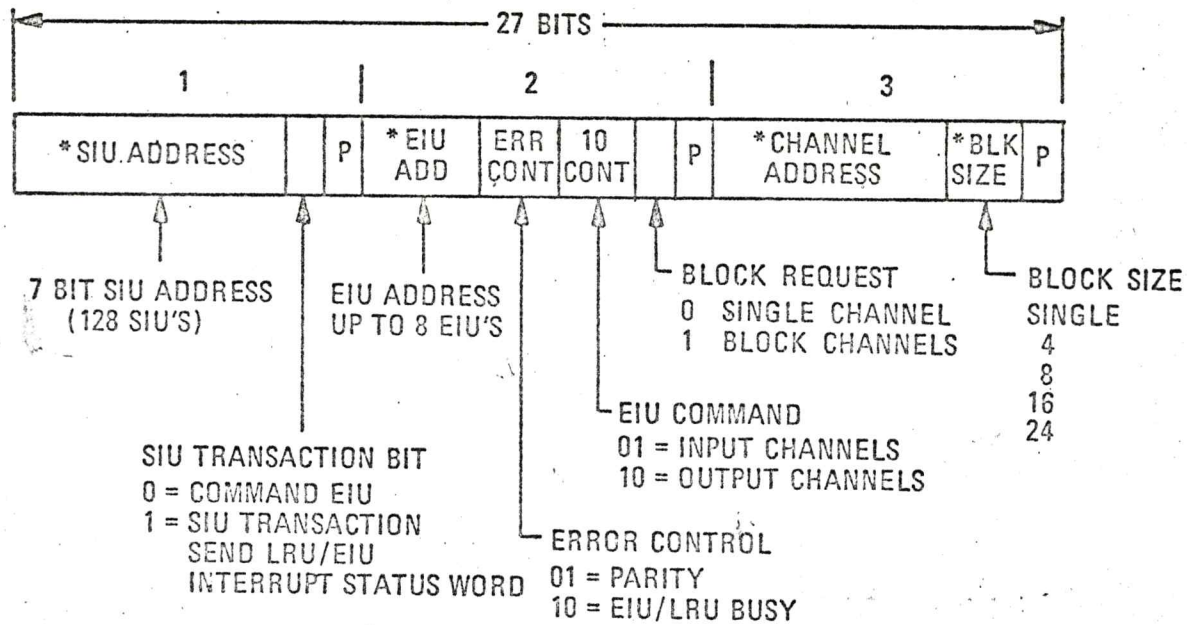 27 BITS
1 2 3
*SIU.ADDRESS P *EIU ADD ERR CONT 10 CONT P *CHANNEL ADDRESS *BLK SIZE P
7 BIT SIU ADDRESS
(128 SIU'S)
EIU ADDRESS
UP TO 8 EIU'S
BLOCK REQUEST
0 SINGLE CHANNEL
1 BLOCK CHANNELS
BLOCK SIZE
SINGLE
4
8
16
24
EIU COMMAND
01 = INPUT CHANNELS
10 = OUTPUT CHANNELS
SIU TRANSACTION BIT
0 = COMMAND EIU
1 = SIU TRANSACTION
SEND LRU/EIU
INTERRUPT STATUS WORD
ERROR CONTROL
01 = PARITY
10 = EIU/LRU BUSY